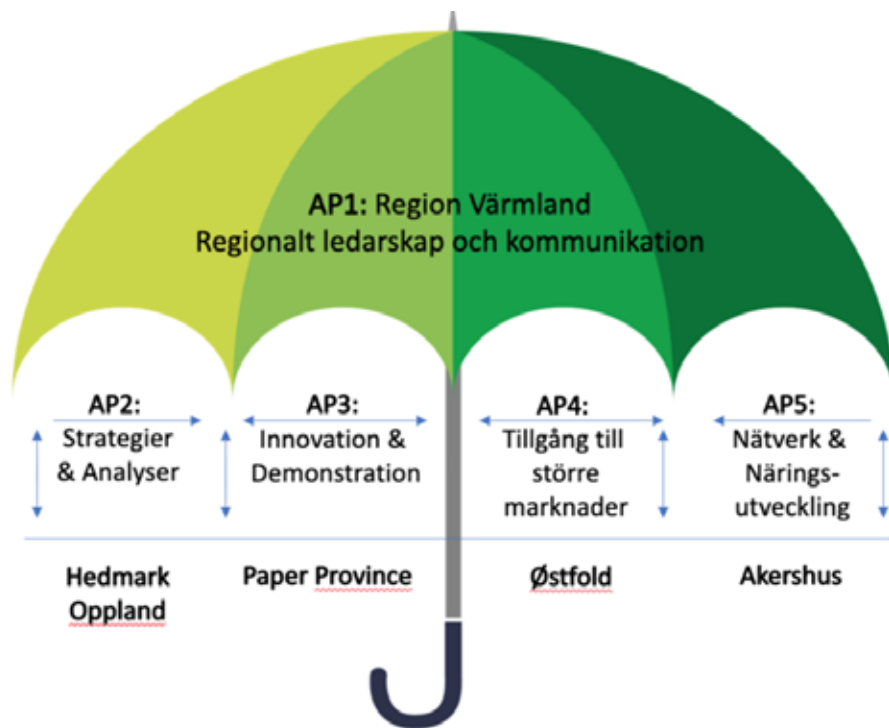 AP1: Region Värmland
Regionalt ledarskap och kommunikation
AP2:
Strategier
& Analyser
AP3:
Innovation &
Demonstration
AP4:
Tillgång till
större
marknader
AP5:
Nätverk &
Närings-
utveckling
Hedmark
Oppland
Paper Province
Østfold
Akershus